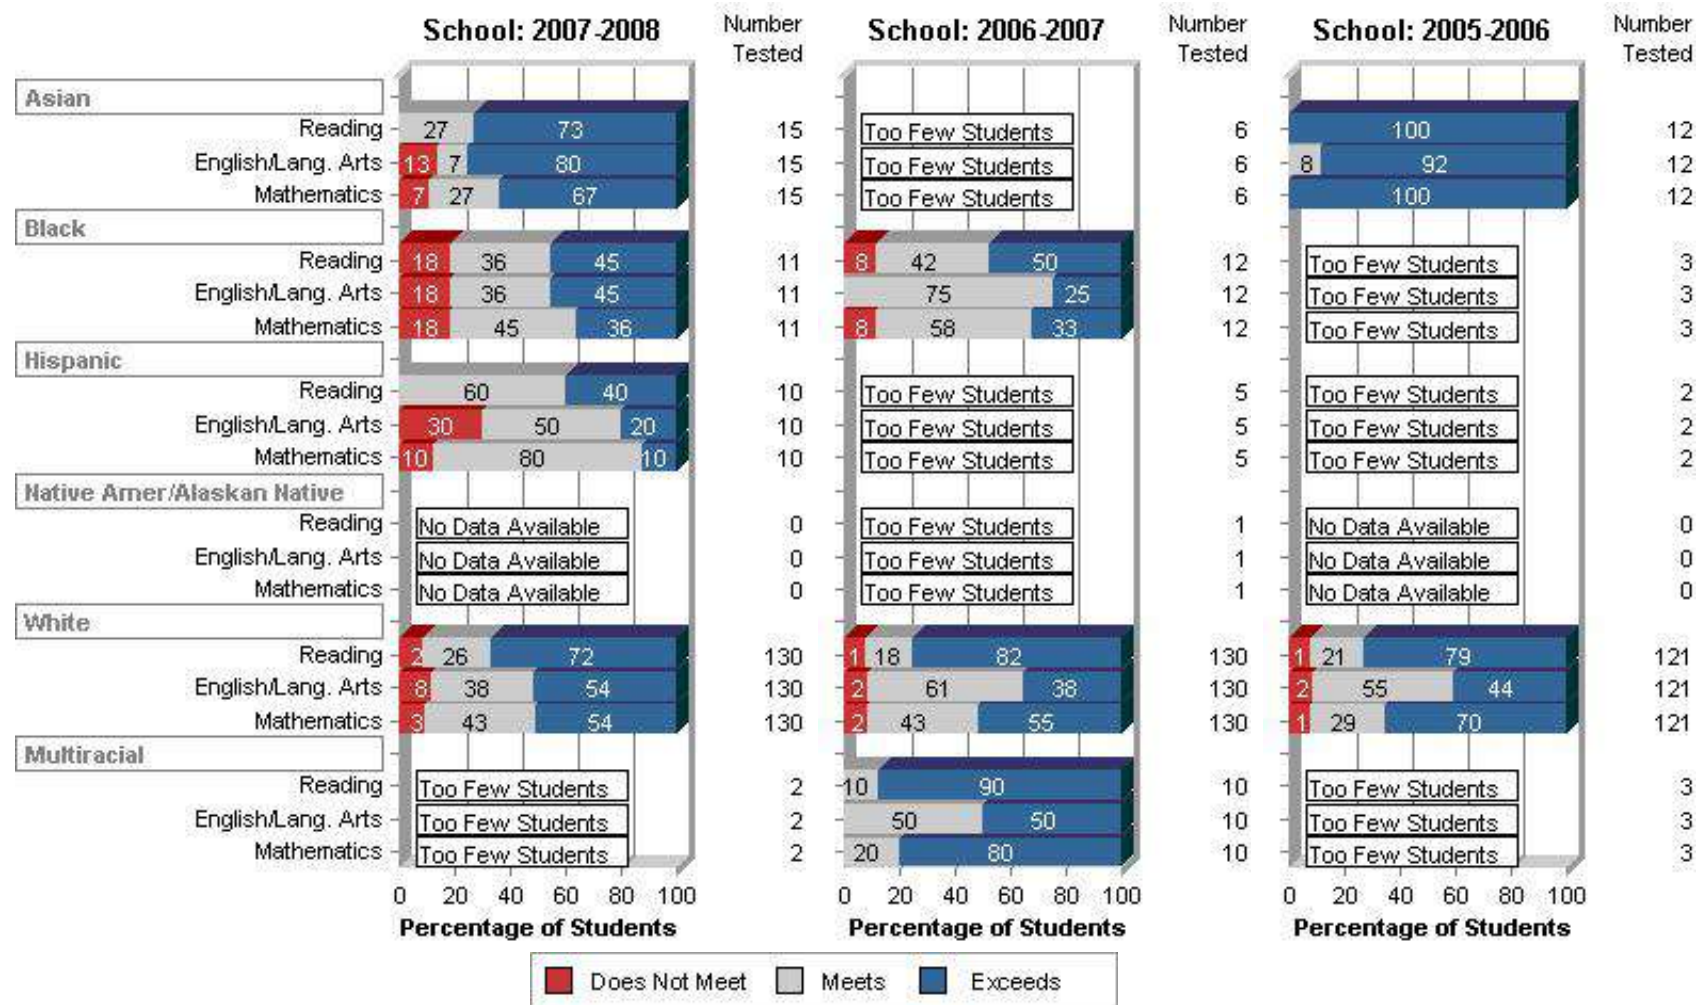 School: 2007-2008 Number Tested School: 2006-2007 Number Tested School: 2005-2006 Number Tested
Asian
Reading 27 73 15 Too Few Students 6 100 12
English/Lang. Arts 13 7 80 15 Too Few Students 6 8 92 12
Mathematics 7 27 67 15 Too Few Students 6 100 12
Black
Reading 18 36 45 11 8 42 50 12 Too Few Students 3
English/Lang. Arts 18 36 45 11 75 25 12 Too Few Students 3
Mathematics 18 45 36 11 8 58 33 12 Too Few Students 3
Hispanic
Reading 60 40 10 Too Few Students 5 Too Few Students 2
English/Lang. Arts 30 50 20 10 Too Few Students 5 Too Few Students 2
Mathematics 10 80 10 10 Too Few Students 5 Too Few Students 2
Native Amer/Alaskan Native
Reading No Data Available 0 Too Few Students 1 No Data Available 0
English/Lang. Arts No Data Available 0 Too Few Students 1 No Data Available 0
Mathematics No Data Available 0 Too Few Students 1 No Data Available 0
White
Reading 2 26 72 130 1 18 82 130 1 21 79 121
English/Lang. Arts 8 38 54 130 2 61 38 130 2 55 44 121
Mathematics 3 43 54 130 2 43 55 130 1 29 70 121
Multiracial
Reading Too Few Students 2 10 90 10 Too Few Students 3
English/Lang. Arts Too Few Students 2 50 50 10 Too Few Students 3
Mathematics Too Few Students 2 20 80 10 Too Few Students 3
0 20 40 60 80 100 0 20 40 60 80 100 0 20 40 60 80 100
Percentage of Students Percentage of Students Percentage of Students
Does Not Meet Meets Exceeds